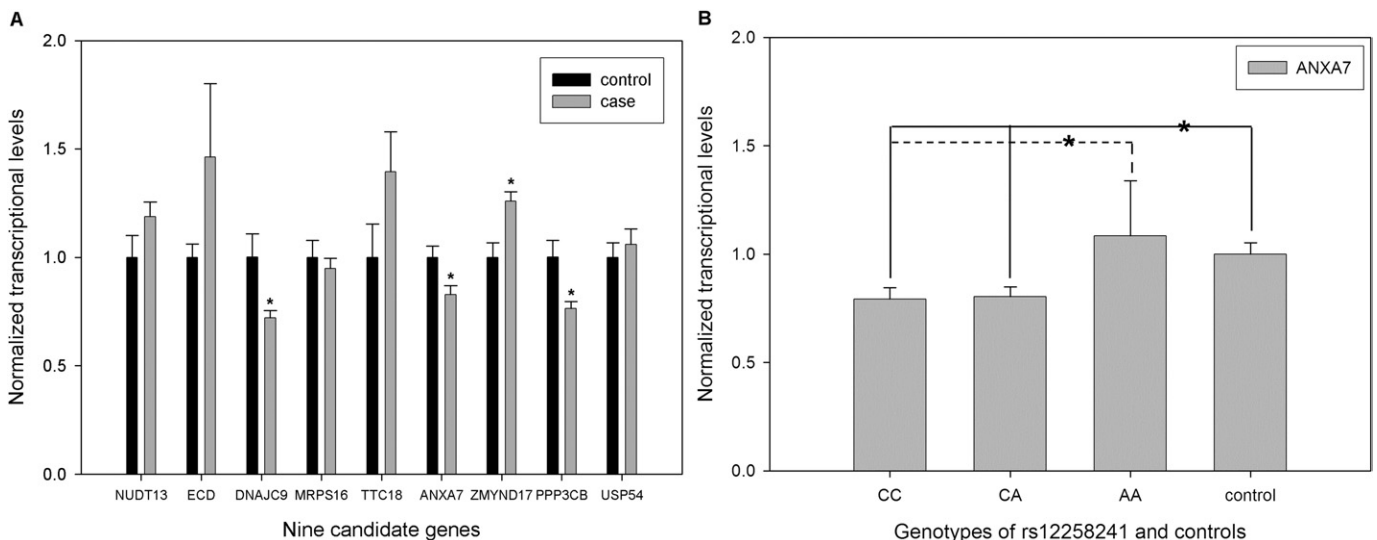 A
Normalized transcriptional levels
2.0
1.5
1.0
0.5
0.0
control
case
*
*
*
*
NUDT13 ECD DNAJC9 MRPS16 TTC18 ANXA7 ZMYND17 PPP3CB USP54
Nine candidate genes
B
Normalized transcriptional levels
2.0
1.5
1.0
0.5
0.0
ANXA7
*
*
CC CA AA control
Genotypes of rs12258241 and controls